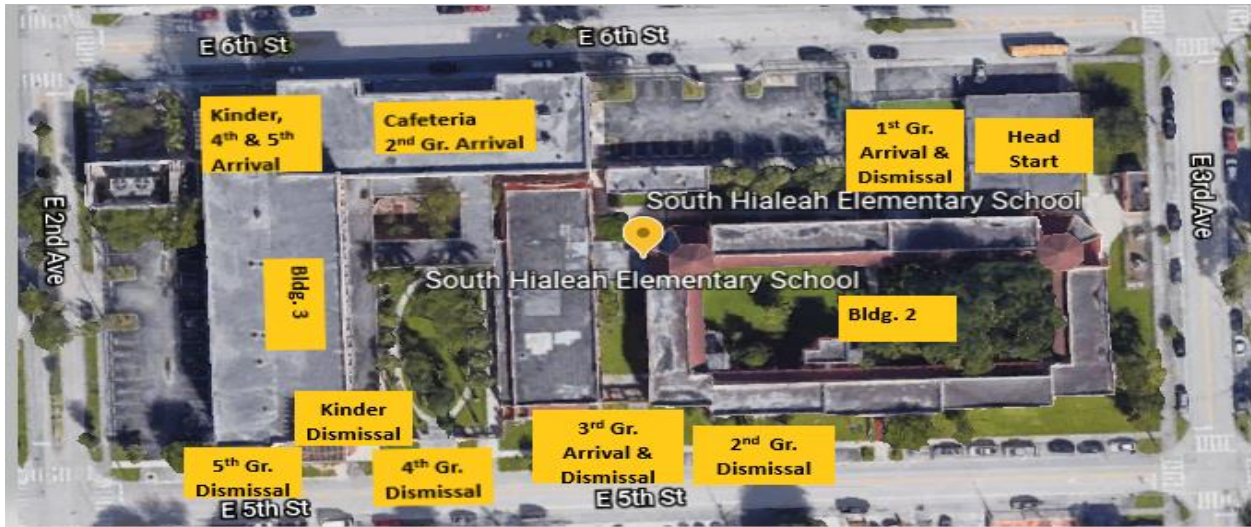 E 6th St
E 6th St
Kinder,
4th & 5th
Arrival
Cafeteria
2nd Gr. Arrival
1st Gr.
Arrival &
Dismissal
Head
Start
E 2nd Ave
E3rd Ave
South Hialeah Elementary School
South Hialeah Elementary School
Bldg. 3
Bldg. 2
Kinder
Dismissal
3rd Gr.
Arrival &
Dismissal
2nd Gr.
Dismissal
5th Gr.
Dismissal
4th Gr.
Dismissal
E 5th St
E 5th St